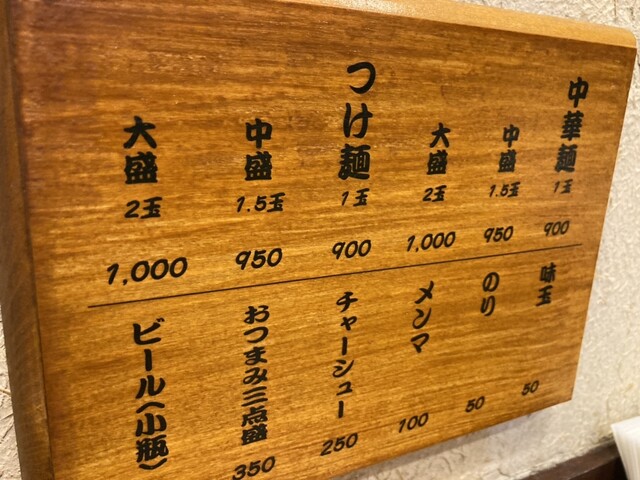 中華麺 1玉 900
中盛 1.5玉 950
大盛 2玉 1,000
つけ麺 1玉 900
中盛 1.5玉 950
大盛 2玉 1,000
味玉 50
のり 50
メンマ 100
チャーシュー 250
おつまみ三点盛 350
ビール(小瓶)